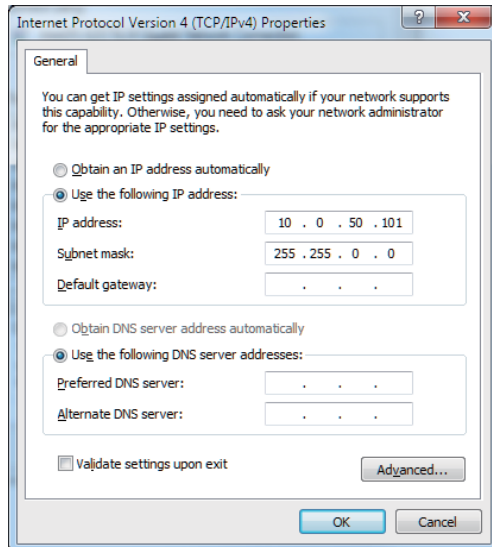 Internet Protocol Version 4 (TCP/IPv4) Properties
General
You can get IP settings assigned automatically if your network supports
this capability. Otherwise, you need to ask your network administrator
for the appropriate IP settings.
Obtain an IP address automatically
Use the following IP address:
IP address: 10 . 0 . 50 . 101
Subnet mask: 255 . 255 . 0 . 0
Default gateway: . . .
Obtain DNS server address automatically
Use the following DNS server addresses:
Preferred DNS server: . . .
Alternate DNS server: . . .
Validate settings upon exit
Advanced...
OK Cancel